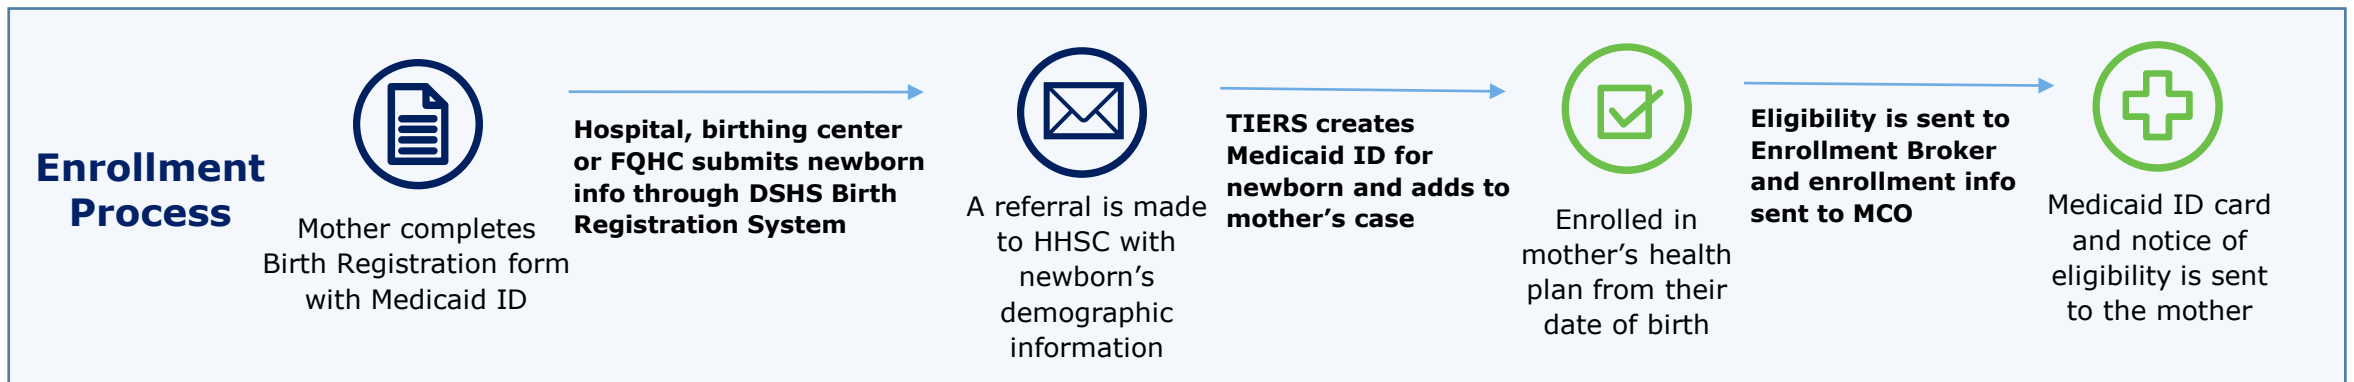 Enrollment
Process
Mother completes
Birth Registration form
with Medicaid ID
Hospital, birthing center
or FQHC submits newborn
info through DSHS Birth
Registration System
A referral is made
to HHSC with
newborn's
demographic
information
TIERS creates
Medicaid ID for
newborn and adds to
mother's case
Enrolled in
mother's health
plan from their
date of birth
Eligibility is sent to
Enrollment Broker
and enrollment info
sent to MCO
Medicaid ID card
and notice of
eligibility is sent
to the mother